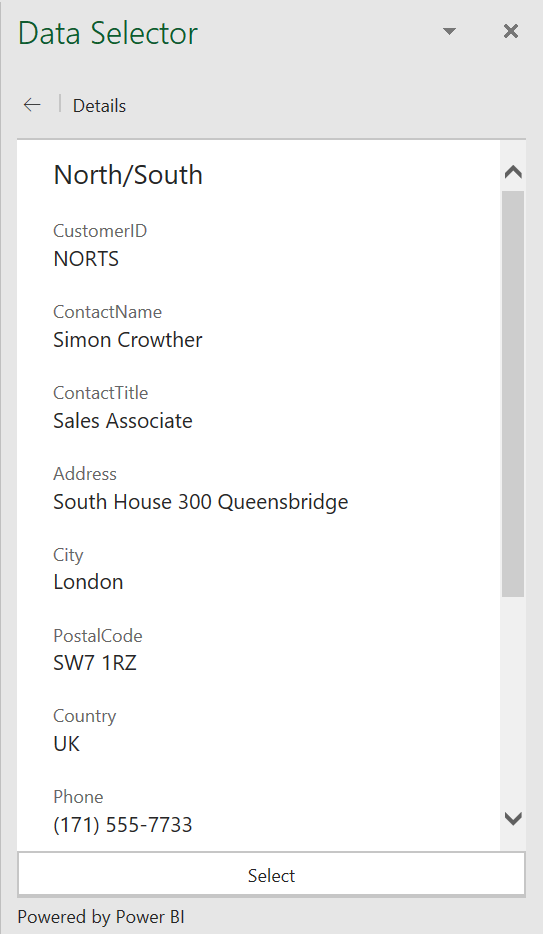 Data Selector
Details
North/South
CustomerID
NORTS
ContactName
Simon Crowther
ContactTitle
Sales Associate
Address
South House 300 Queensbridge
City
London
PostalCode
SW7 1RZ
Country
UK
Phone
(171) 555-7733
Select
Powered by Power BI